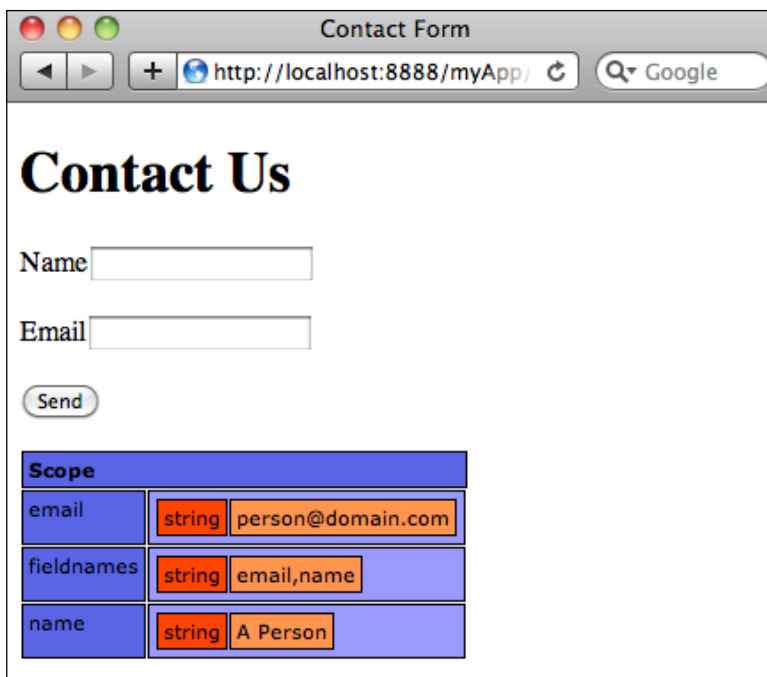 Contact Form
http://localhost:8888/myApp/
Google
Contact Us
Name
Email
Send
Scope
email string person@domain.com
fieldnames string email,name
name string A Person